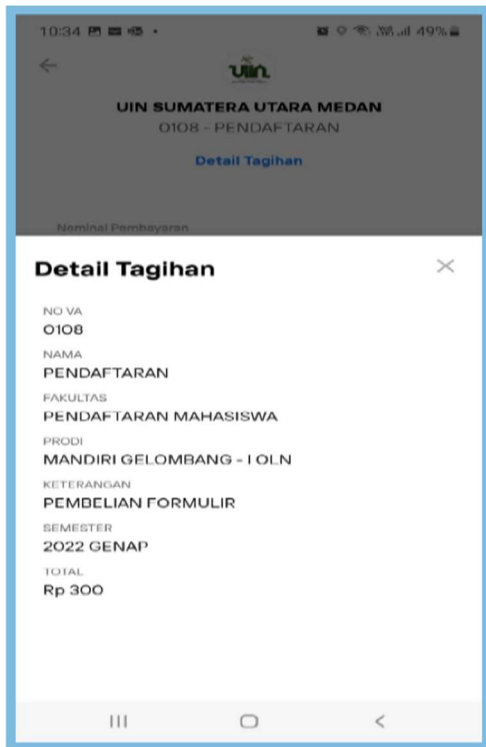 10:34
49%
UIN
UIN SUMATERA UTARA MEDAN
0108 - PENDAFTARAN
Detail Tagihan
Nominal Pembayaran
Detail Tagihan
NO VA
0108
NAMA
PENDAFTARAN
FAKULTAS
PENDAFTARAN MAHASISWA
PRODI
MANDIRI GELOMBANG - I OLN
KETERANGAN
PEMBELIAN FORMULIR
SEMESTER
2022 GENAP
TOTAL
Rp 300